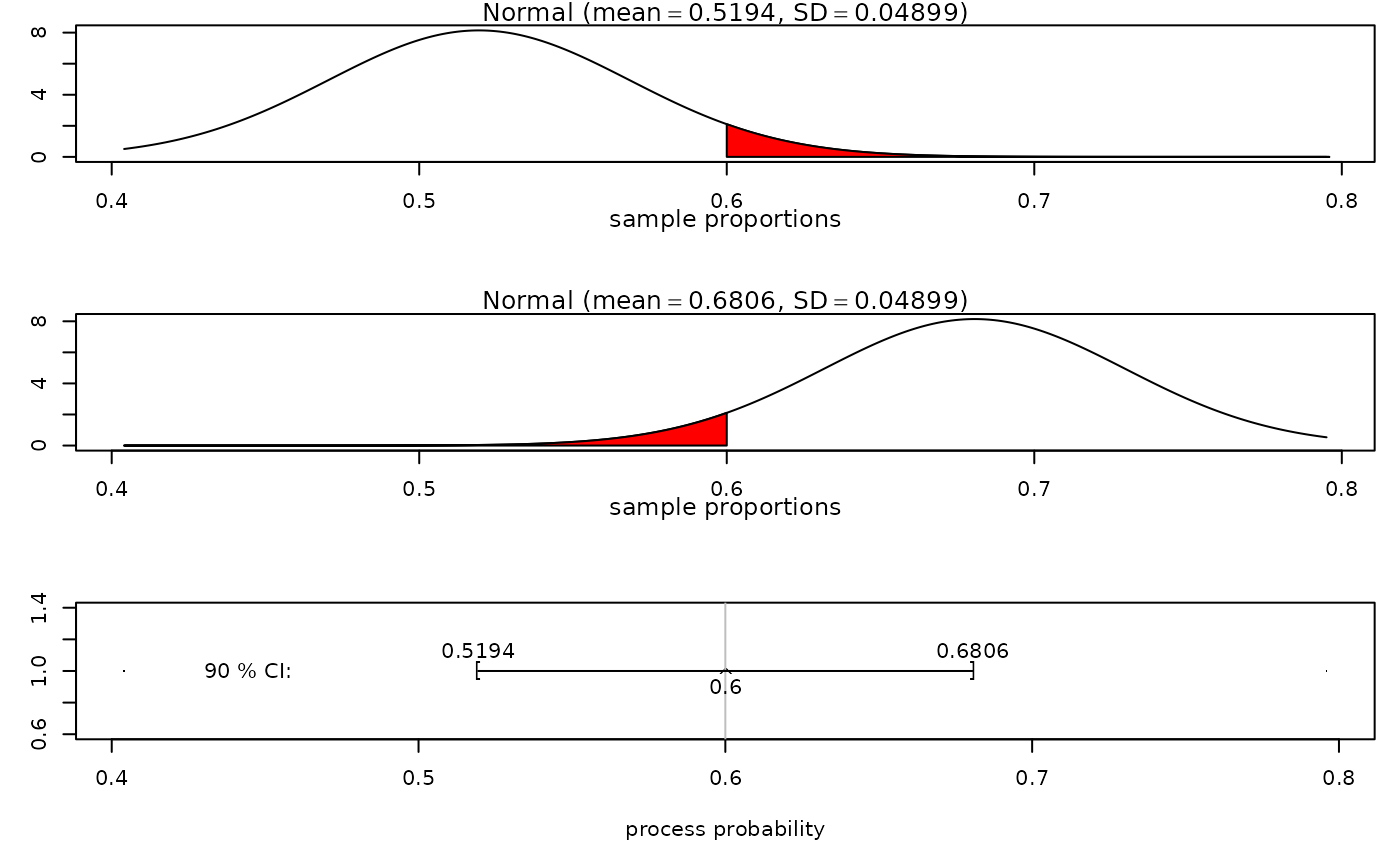 Normal (mean = 0.5194, SD = 0.04899)
8
4
0
0.4 0.5 0.6 0.7 0.8
sample proportions
Normal (mean = 0.6806, SD = 0.04899)
8
4
0
0.4 0.5 0.6 0.7 0.8
sample proportions
1.4
1.0
0.6
0.5194 0.6806
90 % CI:
0.6
0.4 0.5 0.6 0.7 0.8
process probability